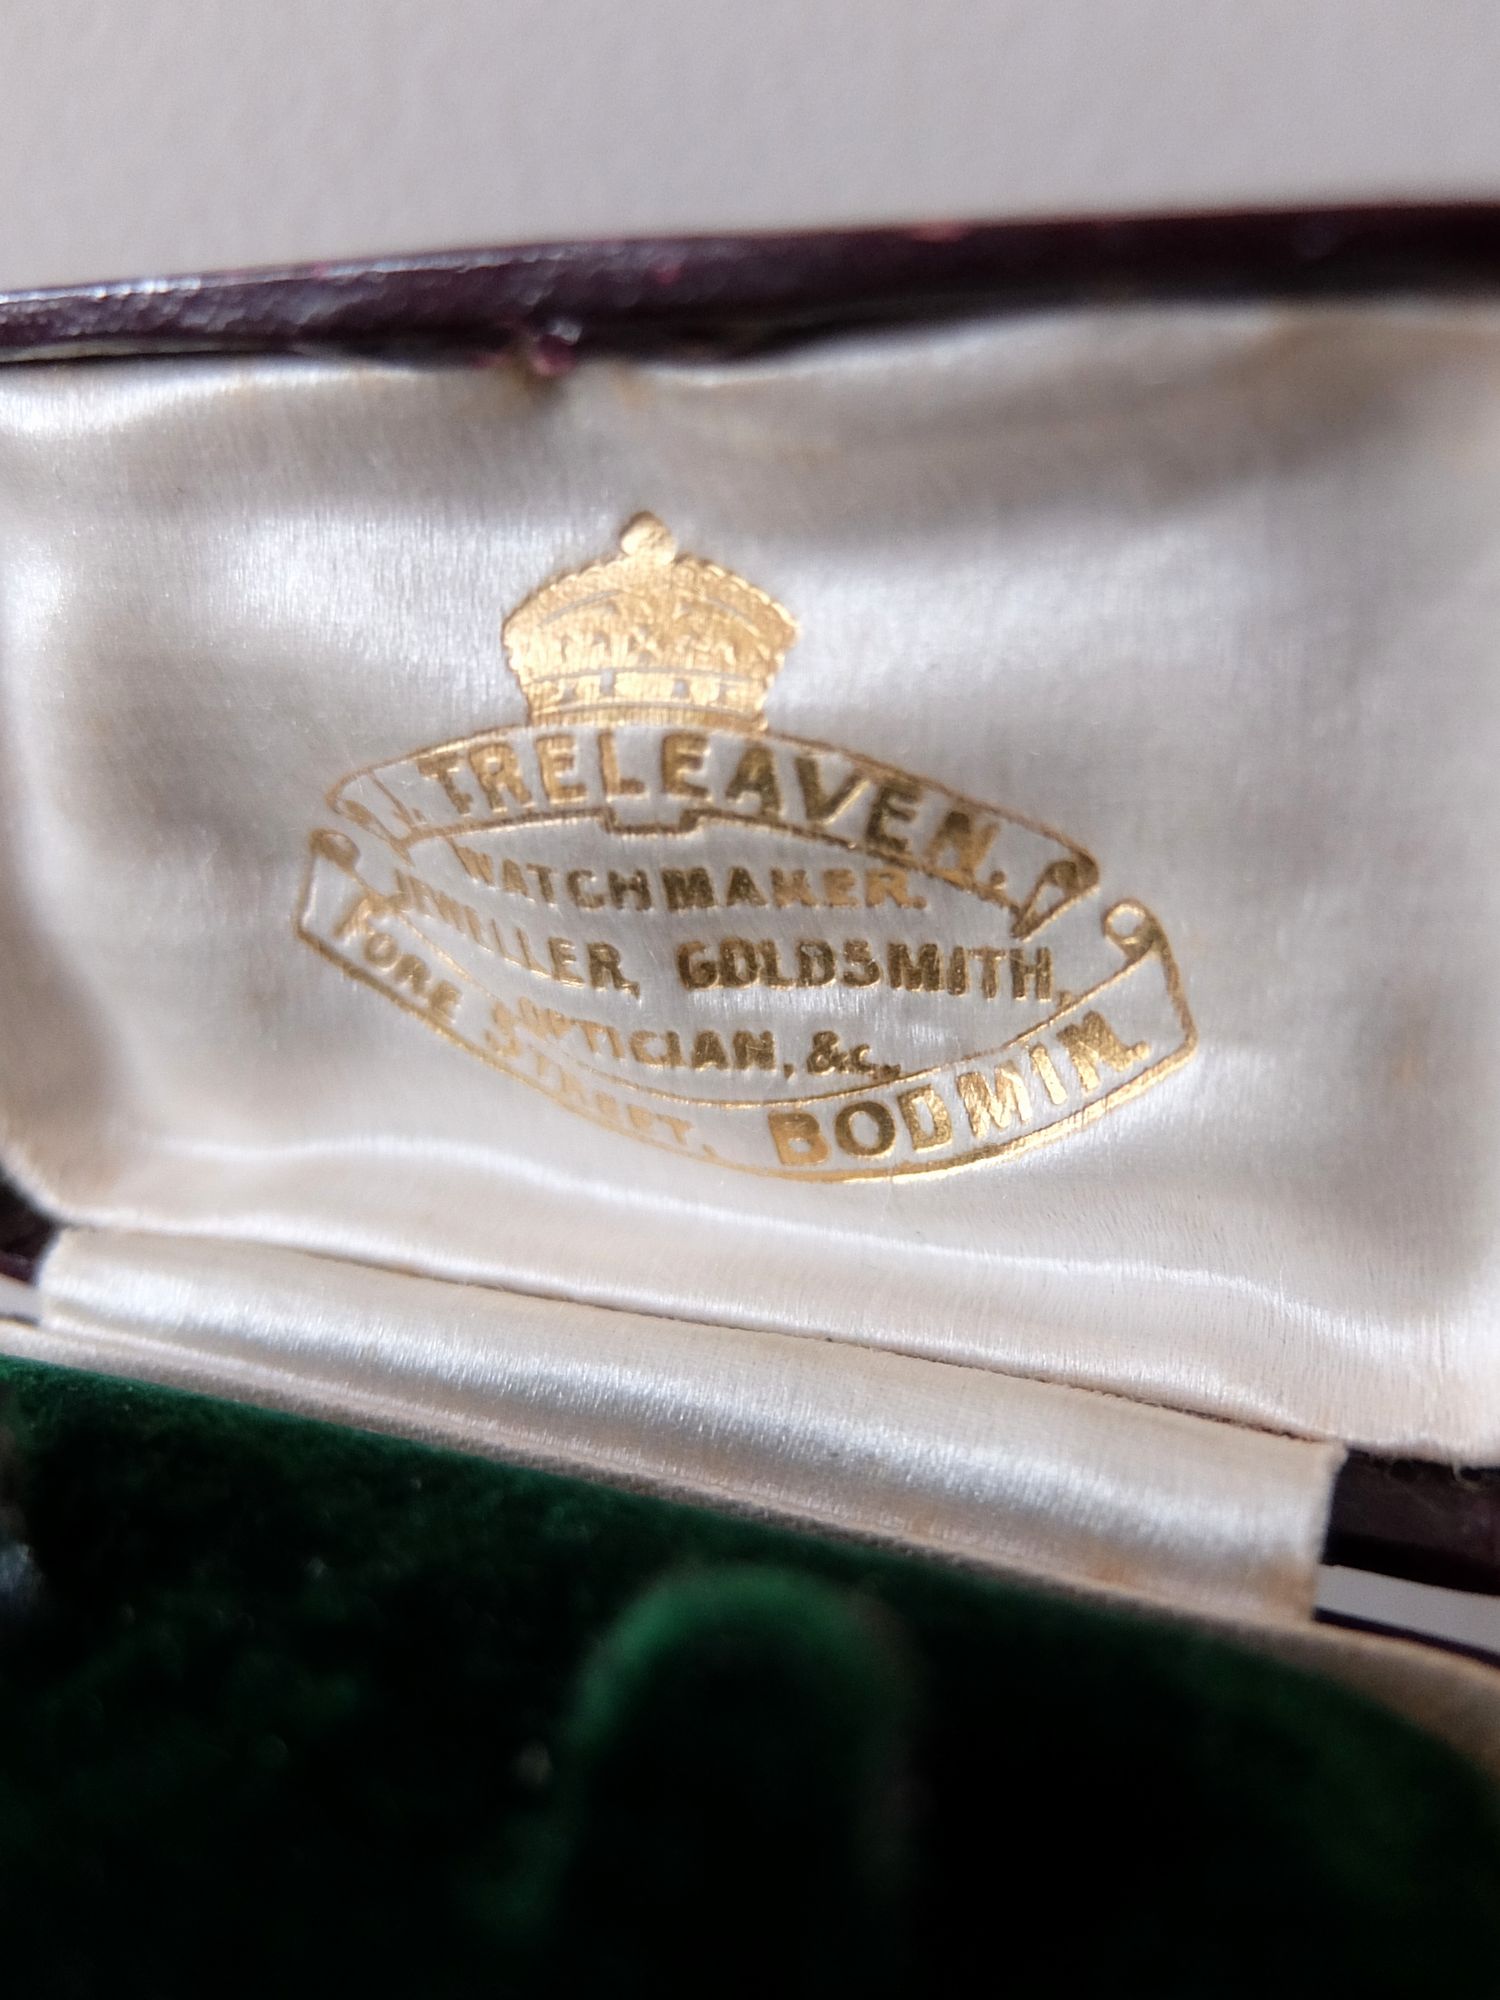 J. TRELEAVEN.
WATCHMAKER.
JEWELLER, GOLDSMITH,
OPTICIAN, &c.,
FORE STREET, BODMIN.